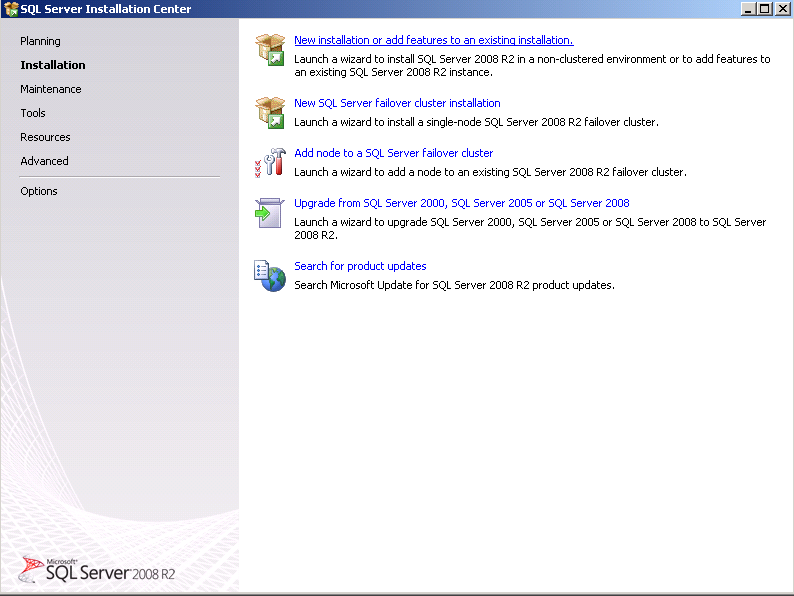 SQL Server Installation Center
Planning
Installation
Maintenance
Tools
Resources
Advanced
Options
New installation or add features to an existing installation.
Launch a wizard to install SQL Server 2008 R2 in a non-clustered environment or to add features to
an existing SQL Server 2008 R2 instance.
New SQL Server failover cluster installation
Launch a wizard to install a single-node SQL Server 2008 R2 failover cluster.
Add node to a SQL Server failover cluster
Launch a wizard to add a node to an existing SQL Server 2008 R2 failover cluster.
Upgrade from SQL Server 2000, SQL Server 2005 or SQL Server 2008
Launch a wizard to upgrade SQL Server 2000, SQL Server 2005 or SQL Server 2008 to SQL Server
2008 R2.
Search for product updates
Search Microsoft Update for SQL Server 2008 R2 product updates.
Microsoft®
SQL Server 2008 R2